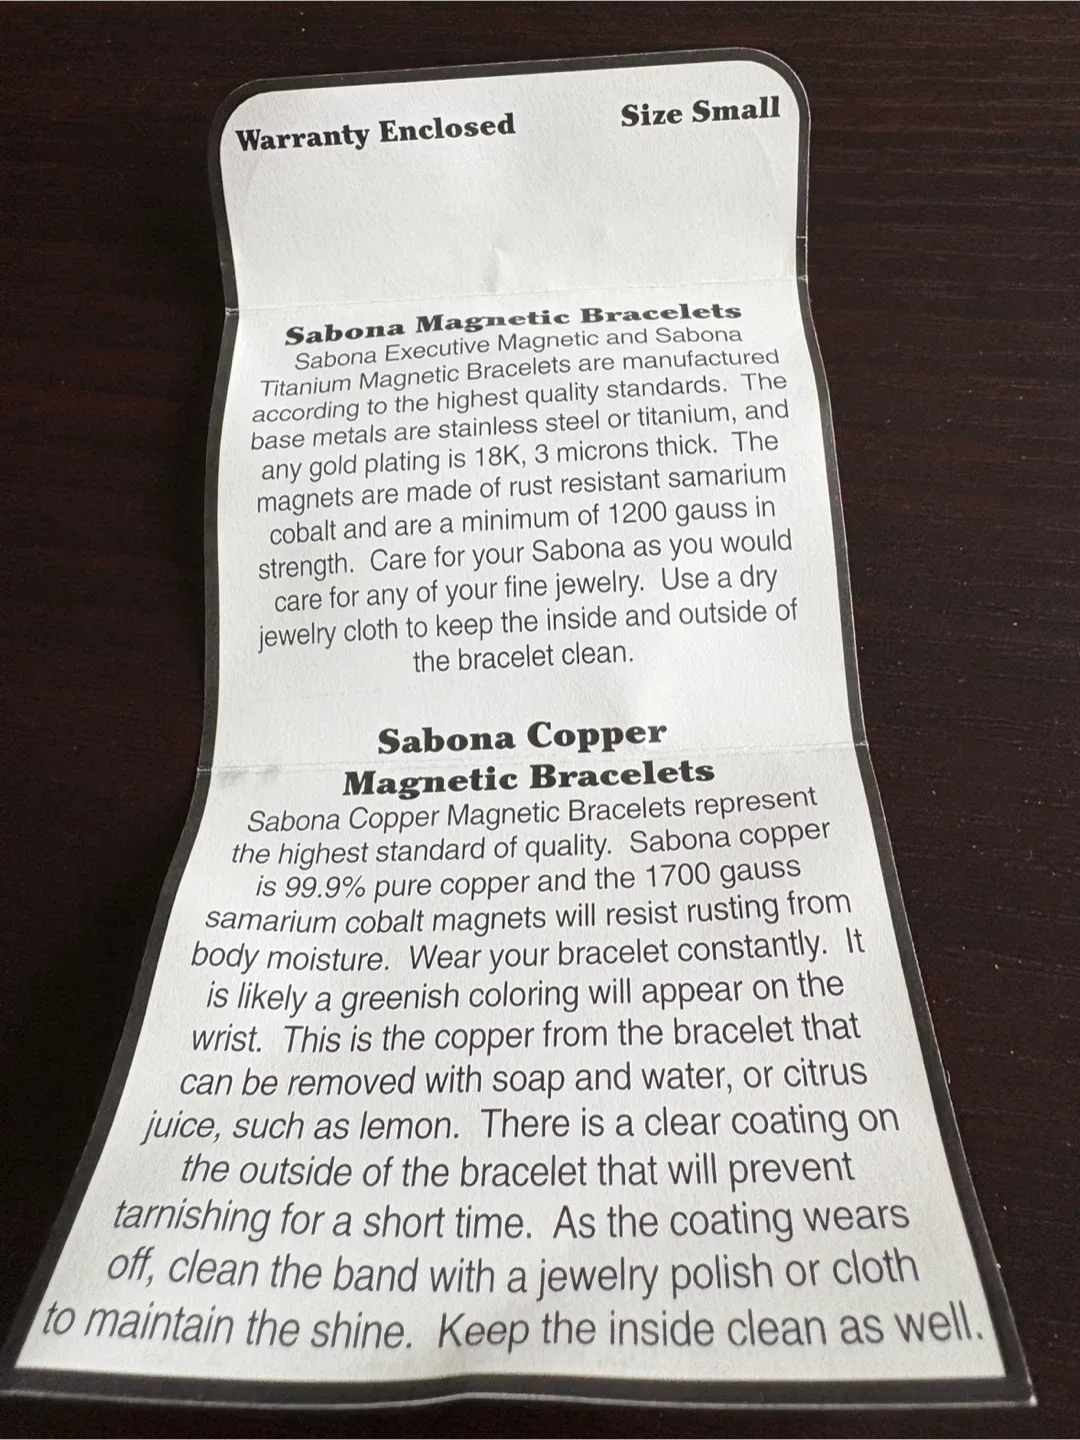 Warranty Enclosed Size Small
Sabona Magnetic Bracelets
Sabona Executive Magnetic and Sabona
Titanium Magnetic Bracelets are manufactured
according to the highest quality standards. The
base metals are stainless steel or titanium, and
any gold plating is 18K, 3 microns thick. The
magnets are made of rust resistant samarium
cobalt and are a minimum of 1200 gauss in
strength. Care for your Sabona as you would
care for any of your fine jewelry. Use a dry
jewelry cloth to keep the inside and outside of
the bracelet clean.
Sabona Copper
Magnetic Bracelets
Sabona Copper Magnetic Bracelets represent
the highest standard of quality. Sabona copper
is 99.9% pure copper and the 1700 gauss
samarium cobalt magnets will resist rusting from
body moisture. Wear your bracelet constantly. It
is likely a greenish coloring will appear on the
wrist. This is the copper from the bracelet that
can be removed with soap and water, or citrus
juice, such as lemon. There is a clear coating on
the outside of the bracelet that will prevent
tarnishing for a short time. As the coating wears
off, clean the band with a jewelry polish or cloth
to maintain the shine. Keep the inside clean as well.